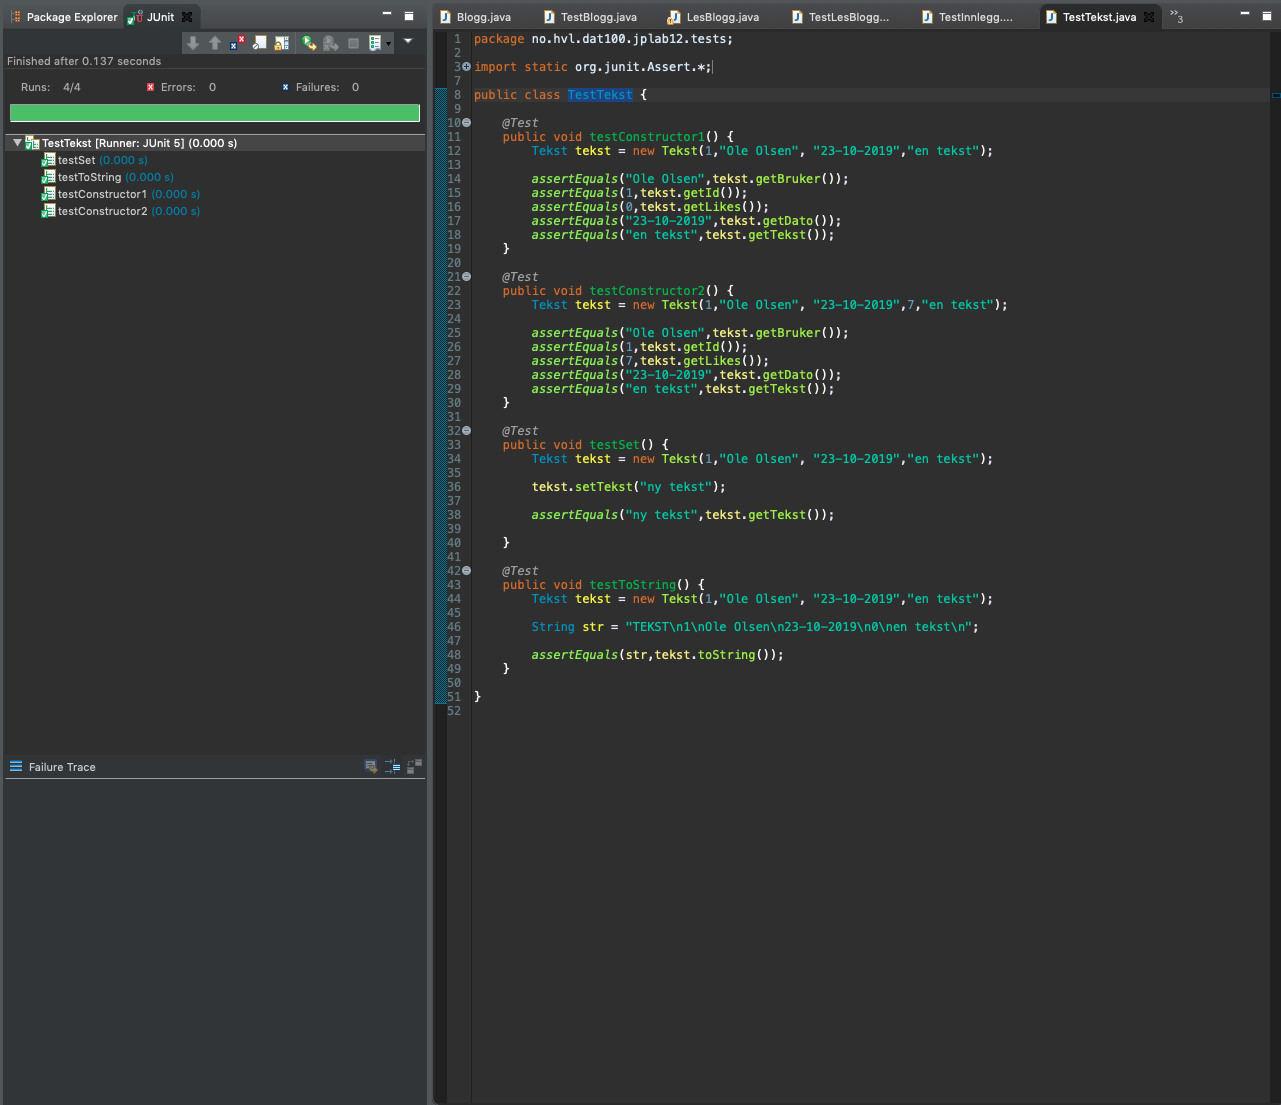 Package Explorer JUnit
Finished after 0.137 seconds
Runs: 4/4 Errors: 0 Failures: 0
TestTekst [Runner: JUnit 5] (0.000 s)
testSet (0.000 s)
testToString (0.000 s)
testConstructor1 (0.000 s)
testConstructor2 (0.000 s)
Failure Trace
Blogg.java TestBlogg.java LesBlogg.java TestLesBlogg... TestInnlegg.... TestTekst.java »3
1 package no.hvl.dat100.jplab12.tests;
2
3 import static org.junit.Assert.*;
7
8 public class TestTekst {
9
10 @Test
11 public void testConstructor1() {
12 Tekst tekst = new Tekst(1,"Ole Olsen", "23-10-2019","en tekst");
13
14 assertEquals("Ole Olsen",tekst.getBruker());
15 assertEquals(1,tekst.getId());
16 assertEquals(0,tekst.getLikes());
17 assertEquals("23-10-2019",tekst.getDato());
18 assertEquals("en tekst",tekst.getTekst());
19 }
20
21 @Test
22 public void testConstructor2() {
23 Tekst tekst = new Tekst(1,"Ole Olsen", "23-10-2019",7,"en tekst");
24
25 assertEquals("Ole Olsen",tekst.getBruker());
26 assertEquals(1,tekst.getId());
27 assertEquals(7,tekst.getLikes());
28 assertEquals("23-10-2019",tekst.getDato());
29 assertEquals("en tekst",tekst.getTekst());
30 }
31
32 @Test
33 public void testSet() {
34 Tekst tekst = new Tekst(1,"Ole Olsen", "23-10-2019","en tekst");
35
36 tekst.setTekst("ny tekst");
37
38 assertEquals("ny tekst",tekst.getTekst());
39
40 }
41
42 @Test
43 public void testToString() {
44 Tekst tekst = new Tekst(1,"Ole Olsen", "23-10-2019","en tekst");
45
46 String str = "TEKST\n1\nOle Olsen\n23-10-2019\n0\nen tekst\n";
47
48 assertEquals(str,tekst.toString());
49 }
50
51 }
52